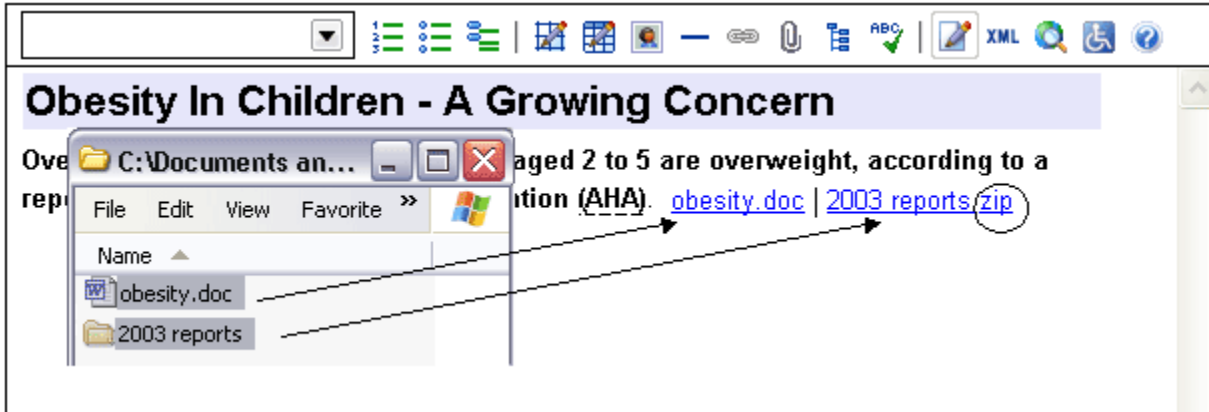 ABC
XML
Obesity In Children - A Growing Concern
Ove
C:\Documents an...
aged 2 to 5 are overweight, according to a
rep
File Edit View Favorite »
tion (AHA). obesity.doc | 2003 reports.zip
Name
obesity.doc
2003 reports